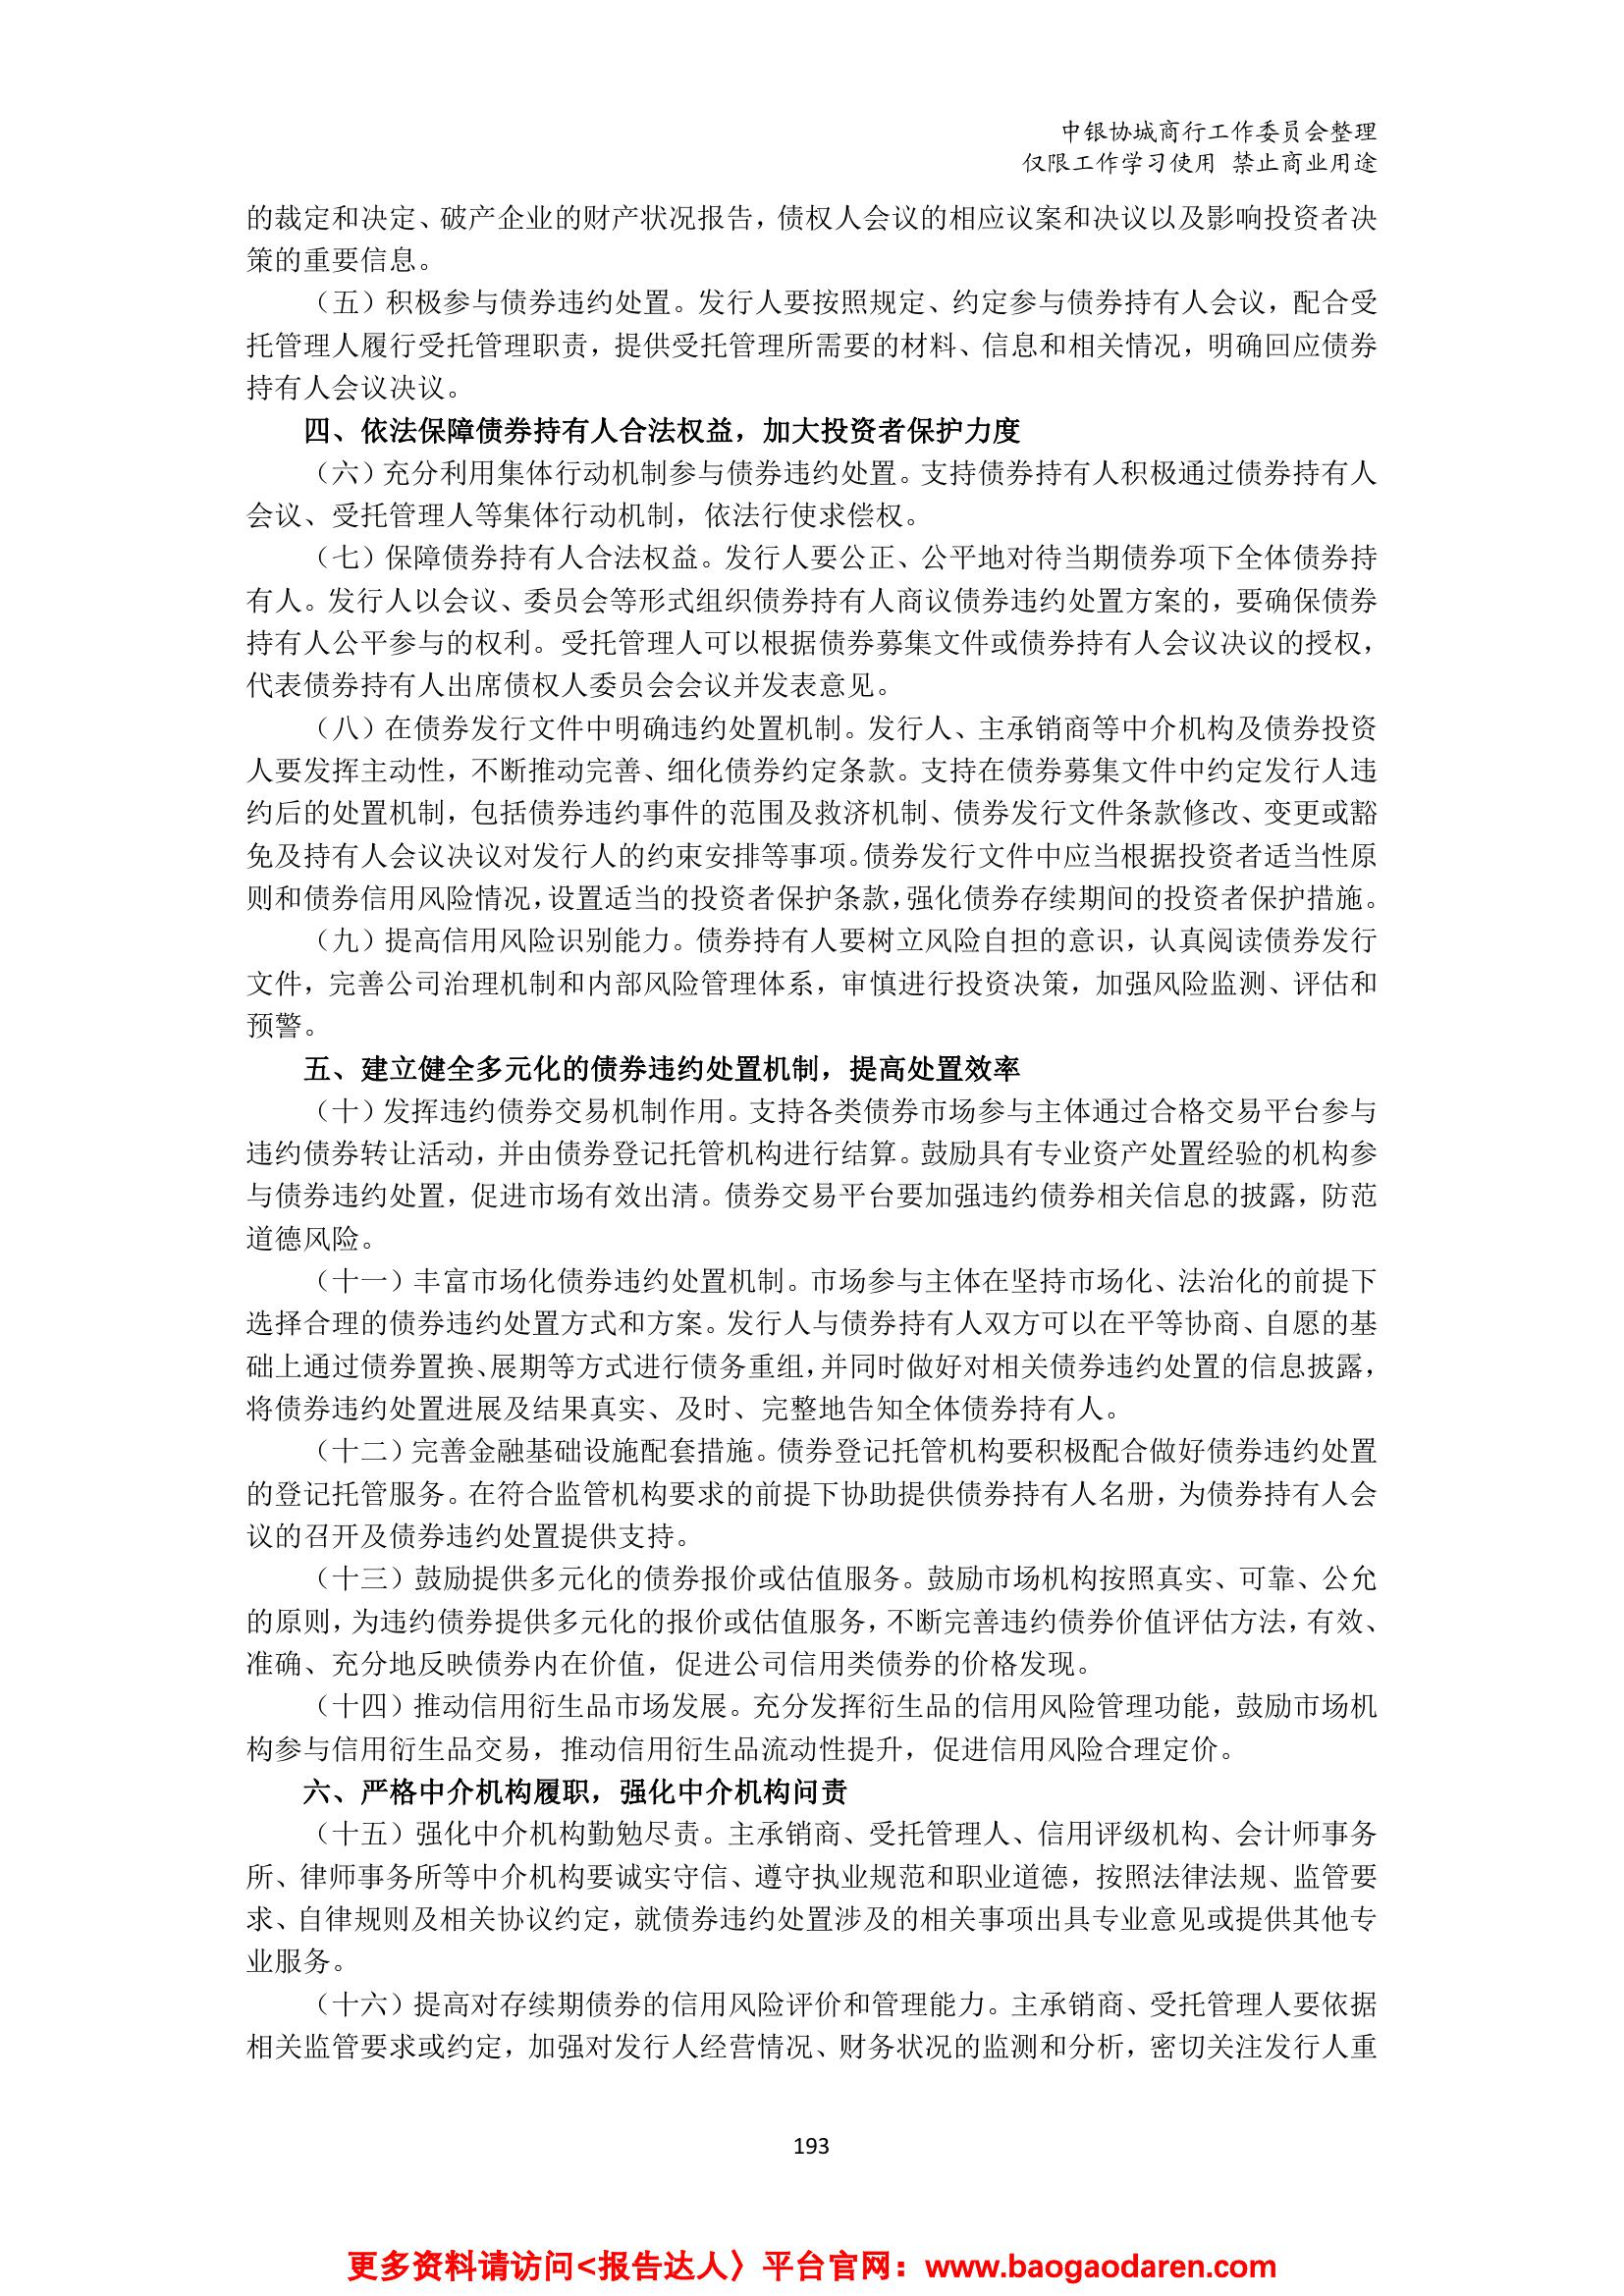 中银协城商行工作委员会整理
仅限工作学习使用 禁止商业用途
的裁定和决定、破产企业的财产状况报告，债权人会议的相应议案和决议以及影响投资者决
策的重要信息。
（五）积极参与债券违约处置。发行人要按照规定、约定参与债券持有人会议，配合受
托管理人履行受托管理职责，提供受托管理所需要的材料、信息和相关情况，明确回应债券
持有人会议决议。
四、依法保障债券持有人合法权益，加大投资者保护力度
（六）充分利用集体行动机制参与债券违约处置。支持债券持有人积极通过债券持有人
会议、受托管理人等集体行动机制，依法行使求偿权。
（七）保障债券持有人合法权益。发行人要公正、公平地对待当期债券项下全体债券持
有人。发行人以会议、委员会等形式组织债券持有人商议债券违约处置方案的，要确保债券
持有人公平参与的权利。受托管理人可以根据债券募集文件或债券持有人会议决议的授权，
代表债券持有人出席债权人委员会会议并发表意见。
（八）在债券发行文件中明确违约处置机制。发行人、主承销商等中介机构及债券投资
人要发挥主动性，不断推动完善、细化债券约定条款。支持在债券募集文件中约定发行人违
约后的处置机制，包括债券违约事件的范围及救济机制、债券发行文件条款修改、变更或豁
免及持有人会议决议对发行人的约束安排等事项。债券发行文件中应当根据投资者适当性原
则和债券信用风险情况，设置适当的投资者保护条款，强化债券存续期间的投资者保护措施。
（九）提高信用风险识别能力。债券持有人要树立风险自担的意识，认真阅读债券发行
文件，完善公司治理机制和内部风险管理体系，审慎进行投资决策，加强风险监测、评估和
预警。
五、建立健全多元化的债券违约处置机制，提高处置效率
（十）发挥违约债券交易机制作用。支持各类债券市场参与主体通过合格交易平台参与
违约债券转让活动，并由债券登记托管机构进行结算。鼓励具有专业资产处置经验的机构参
与债券违约处置，促进市场有效出清。债券交易平台要加强违约债券相关信息的披露，防范
道德风险。
（十一）丰富市场化债券违约处置机制。市场参与主体在坚持市场化、法治化的前提下
选择合理的债券违约处置方式和方案。发行人与债券持有人双方可以在平等协商、自愿的基
础上通过债券置换、展期等方式进行债务重组，并同时做好对相关债券违约处置的信息披露，
将债券违约处置进展及结果真实、及时、完整地告知全体债券持有人。
（十二）完善金融基础设施配套措施。债券登记托管机构要积极配合做好债券违约处置
的登记托管服务。在符合监管机构要求的前提下协助提供债券持有人名册，为债券持有人会
议的召开及债券违约处置提供支持。
（十三）鼓励提供多元化的债券报价或估值服务。鼓励市场机构按照真实、可靠、公允
的原则，为违约债券提供多元化的报价或估值服务，不断完善违约债券价值评估方法，有效、
准确、充分地反映债券内在价值，促进公司信用类债券的价格发现。
（十四）推动信用衍生品市场发展。充分发挥衍生品的信用风险管理功能，鼓励市场机
构参与信用衍生品交易，推动信用衍生品流动性提升，促进信用风险合理定价。
六、严格中介机构履职，强化中介机构问责
（十五）强化中介机构勤勉尽责。主承销商、受托管理人、信用评级机构、会计师事务
所、律师事务所等中介机构要诚实守信、遵守执业规范和职业道德，按照法律法规、监管要
求、自律规则及相关协议约定，就债券违约处置涉及的相关事项出具专业意见或提供其他专
业服务。
（十六）提高对存续期债券的信用风险评价和管理能力。主承销商、受托管理人要依据
相关监管要求或约定，加强对发行人经营情况、财务状况的监测和分析，密切关注发行人重
193
更多资料请访问<报告达人〉平台官网：www.baogaodaren.com